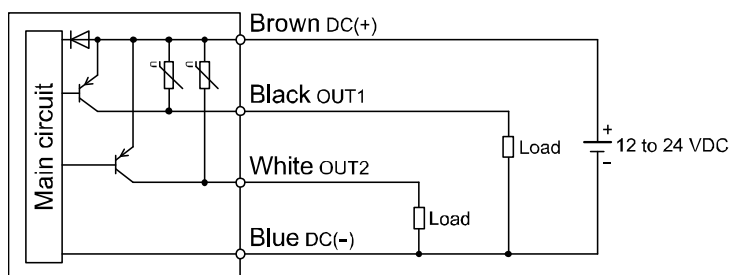 Brown DC(+)
Main circuit
U
U
Black OUT1
Load
+
12 to 24 VDC
−
White OUT2
Load
Blue DC(−)